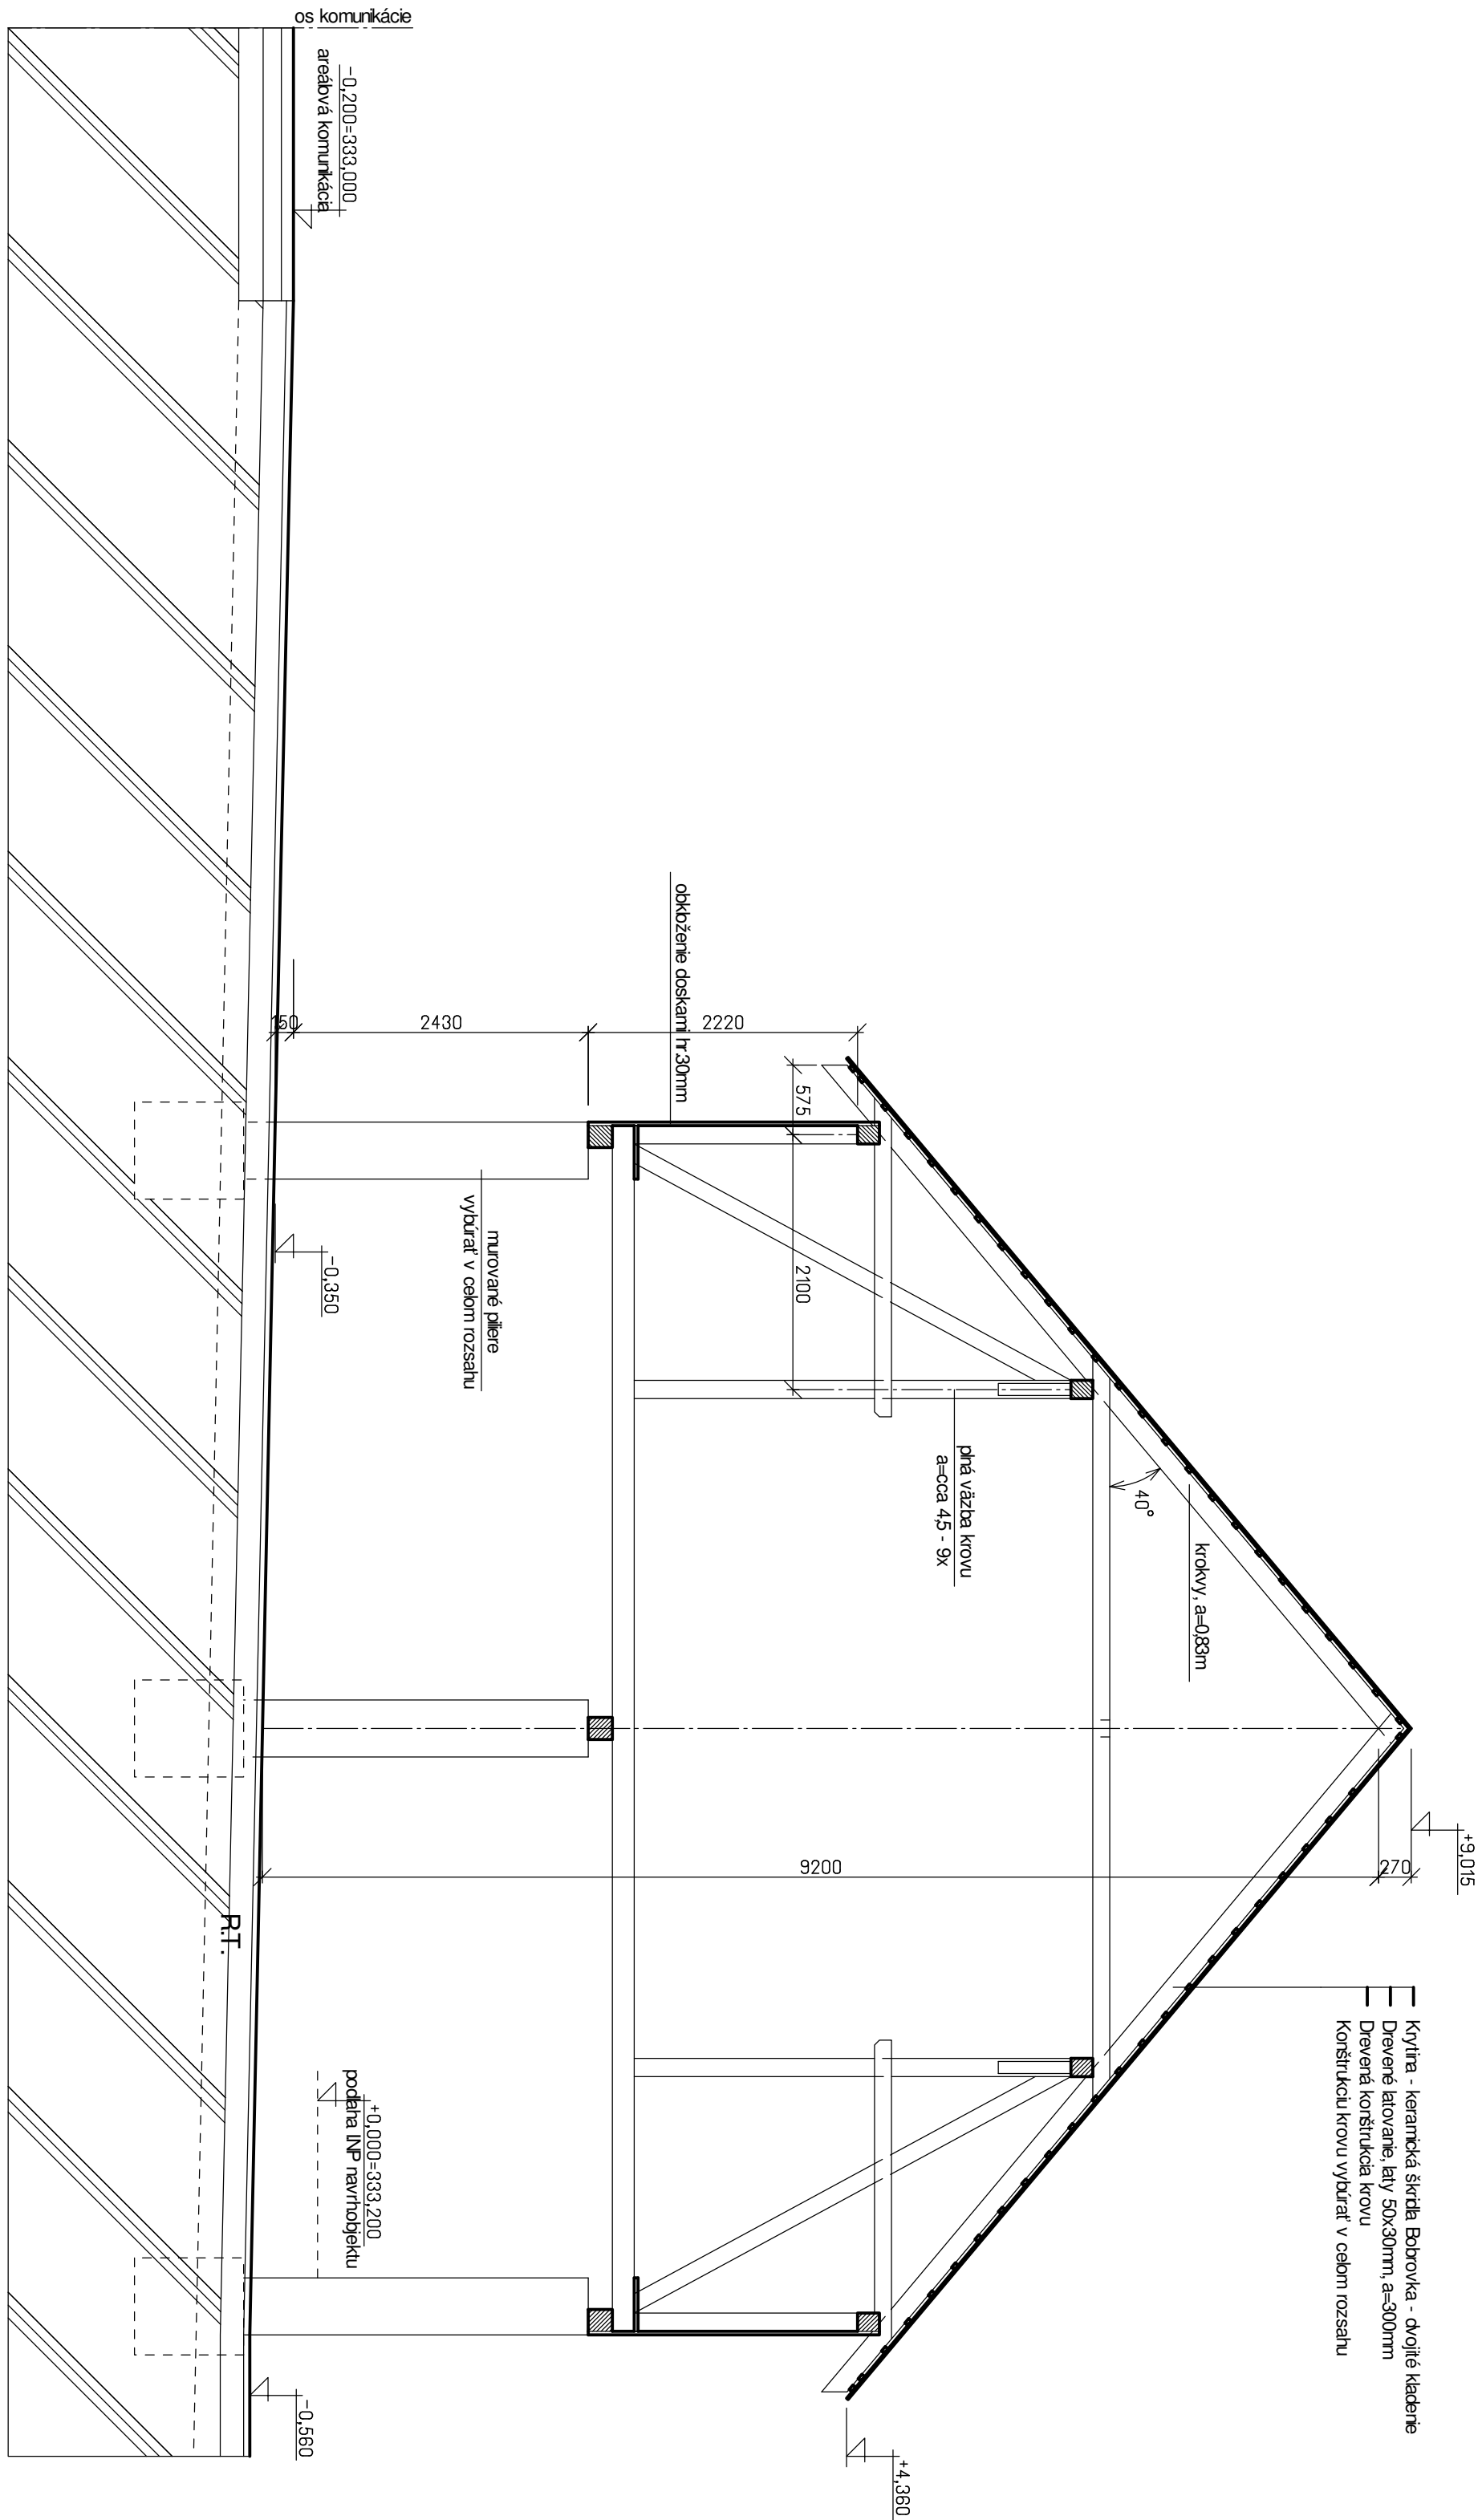 os komunikácie
-0,200=333,000
areálová komunikácia
+9,015
Krytina - keramická škridla Bobrovka - dvojité kladenie
Drevené latovanie, laty 50x30mm, a=300mm
Drevená konštrukcia krovu
Konštrukciu krovu vybúrať v celom rozsahu
krokvy, a=0,83m
40°
plná väzba krovu
a=cca 4,5 - 9x
270
9200
575
2100
+4,360
obloženie doskami hr.30mm
2220
2430
150
murované piliere
vybúrať v celom rozsahu
-0,350
+0,000=333,200
podlaha I.NP navrh.objektu
-0,560
R.T.